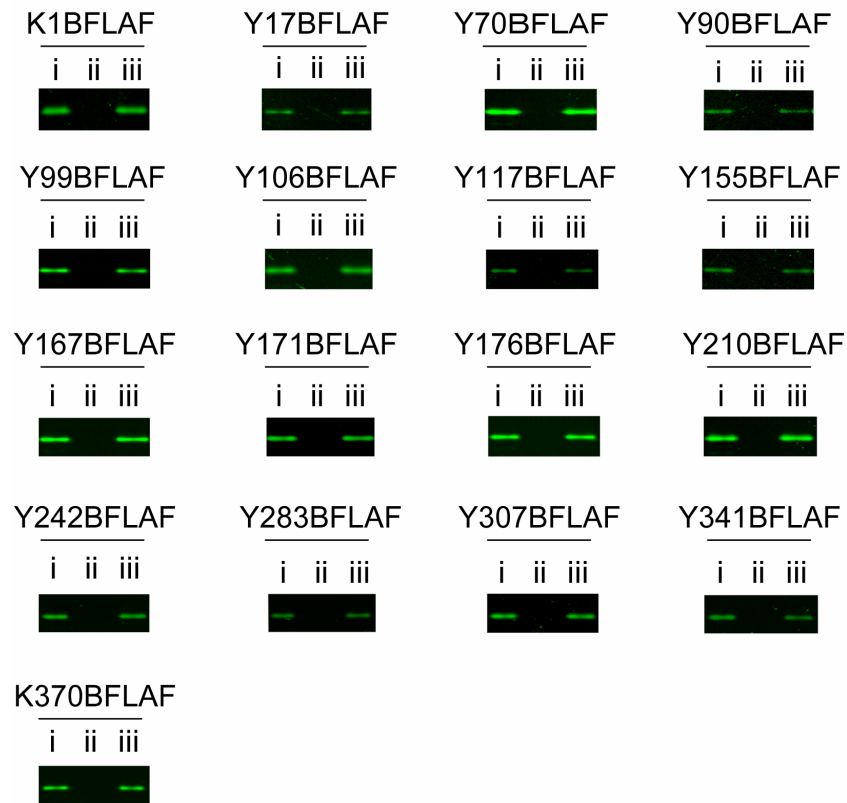 K1BFLAF Y17BFLAF Y70BFLAF Y90BFLAF
i ii iii i ii iii i ii iii i ii iii
Y99BFLAF Y106BFLAF Y117BFLAF Y155BFLAF
i ii iii i ii iii i ii iii i ii iii
Y167BFLAF Y171BFLAF Y176BFLAF Y210BFLAF
i ii iii i ii iii i ii iii i ii iii
Y242BFLAF Y283BFLAF Y307BFLAF Y341BFLAF
i ii iii i ii iii i ii iii i ii iii
K370BFLAF
i ii iii